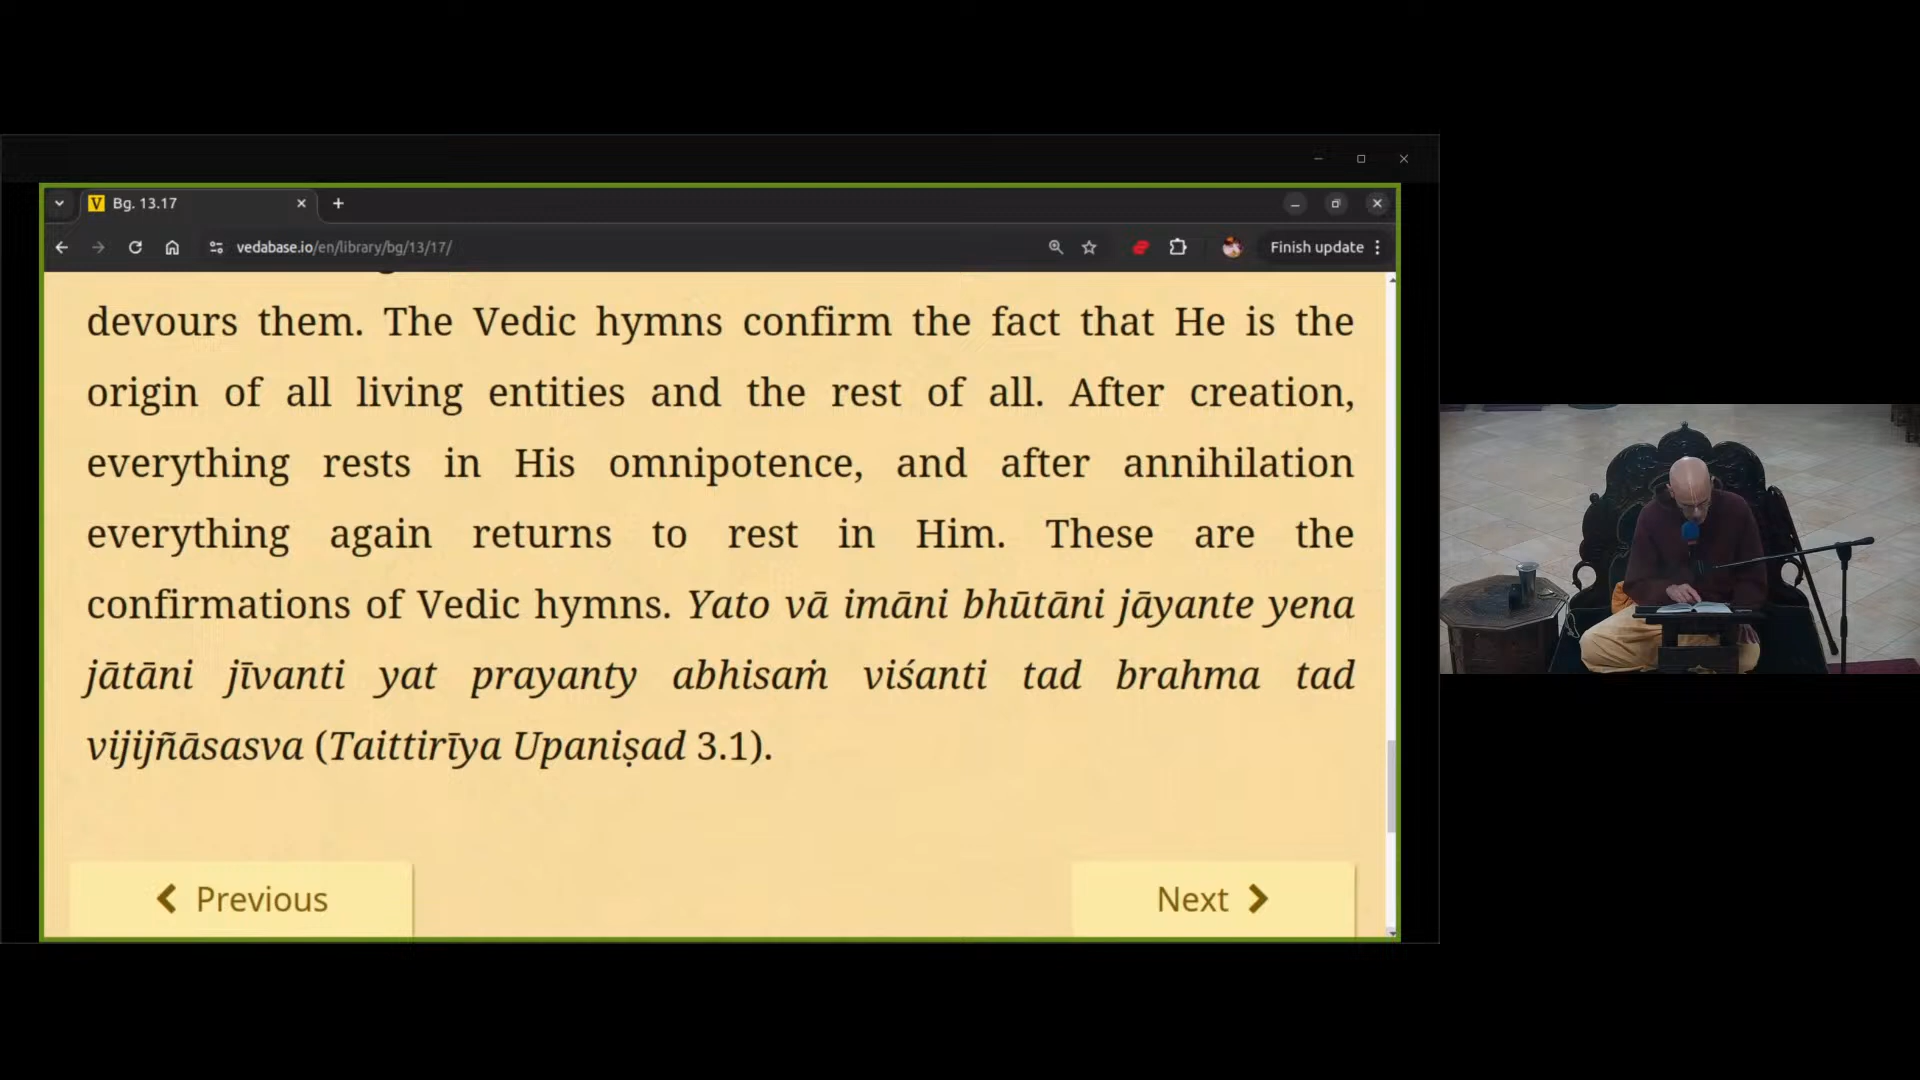 Bg. 13.17
vedabase.io/en/library/bg/13/17/
Finish update
devours them. The Vedic hymns confirm the fact that He is the
origin of all living entities and the rest of all. After creation,
everything rests in His omnipotence, and after annihilation
everything again returns to rest in Him. These are the
confirmations of Vedic hymns. Yato vā imāni bhūtāni jāyante yena
jātāni jīvanti yat prayanty abhisaṁ viśanti tad brahma tad
vijijñāsasva (Taittirīya Upaniṣad 3.1).
Previous
Next